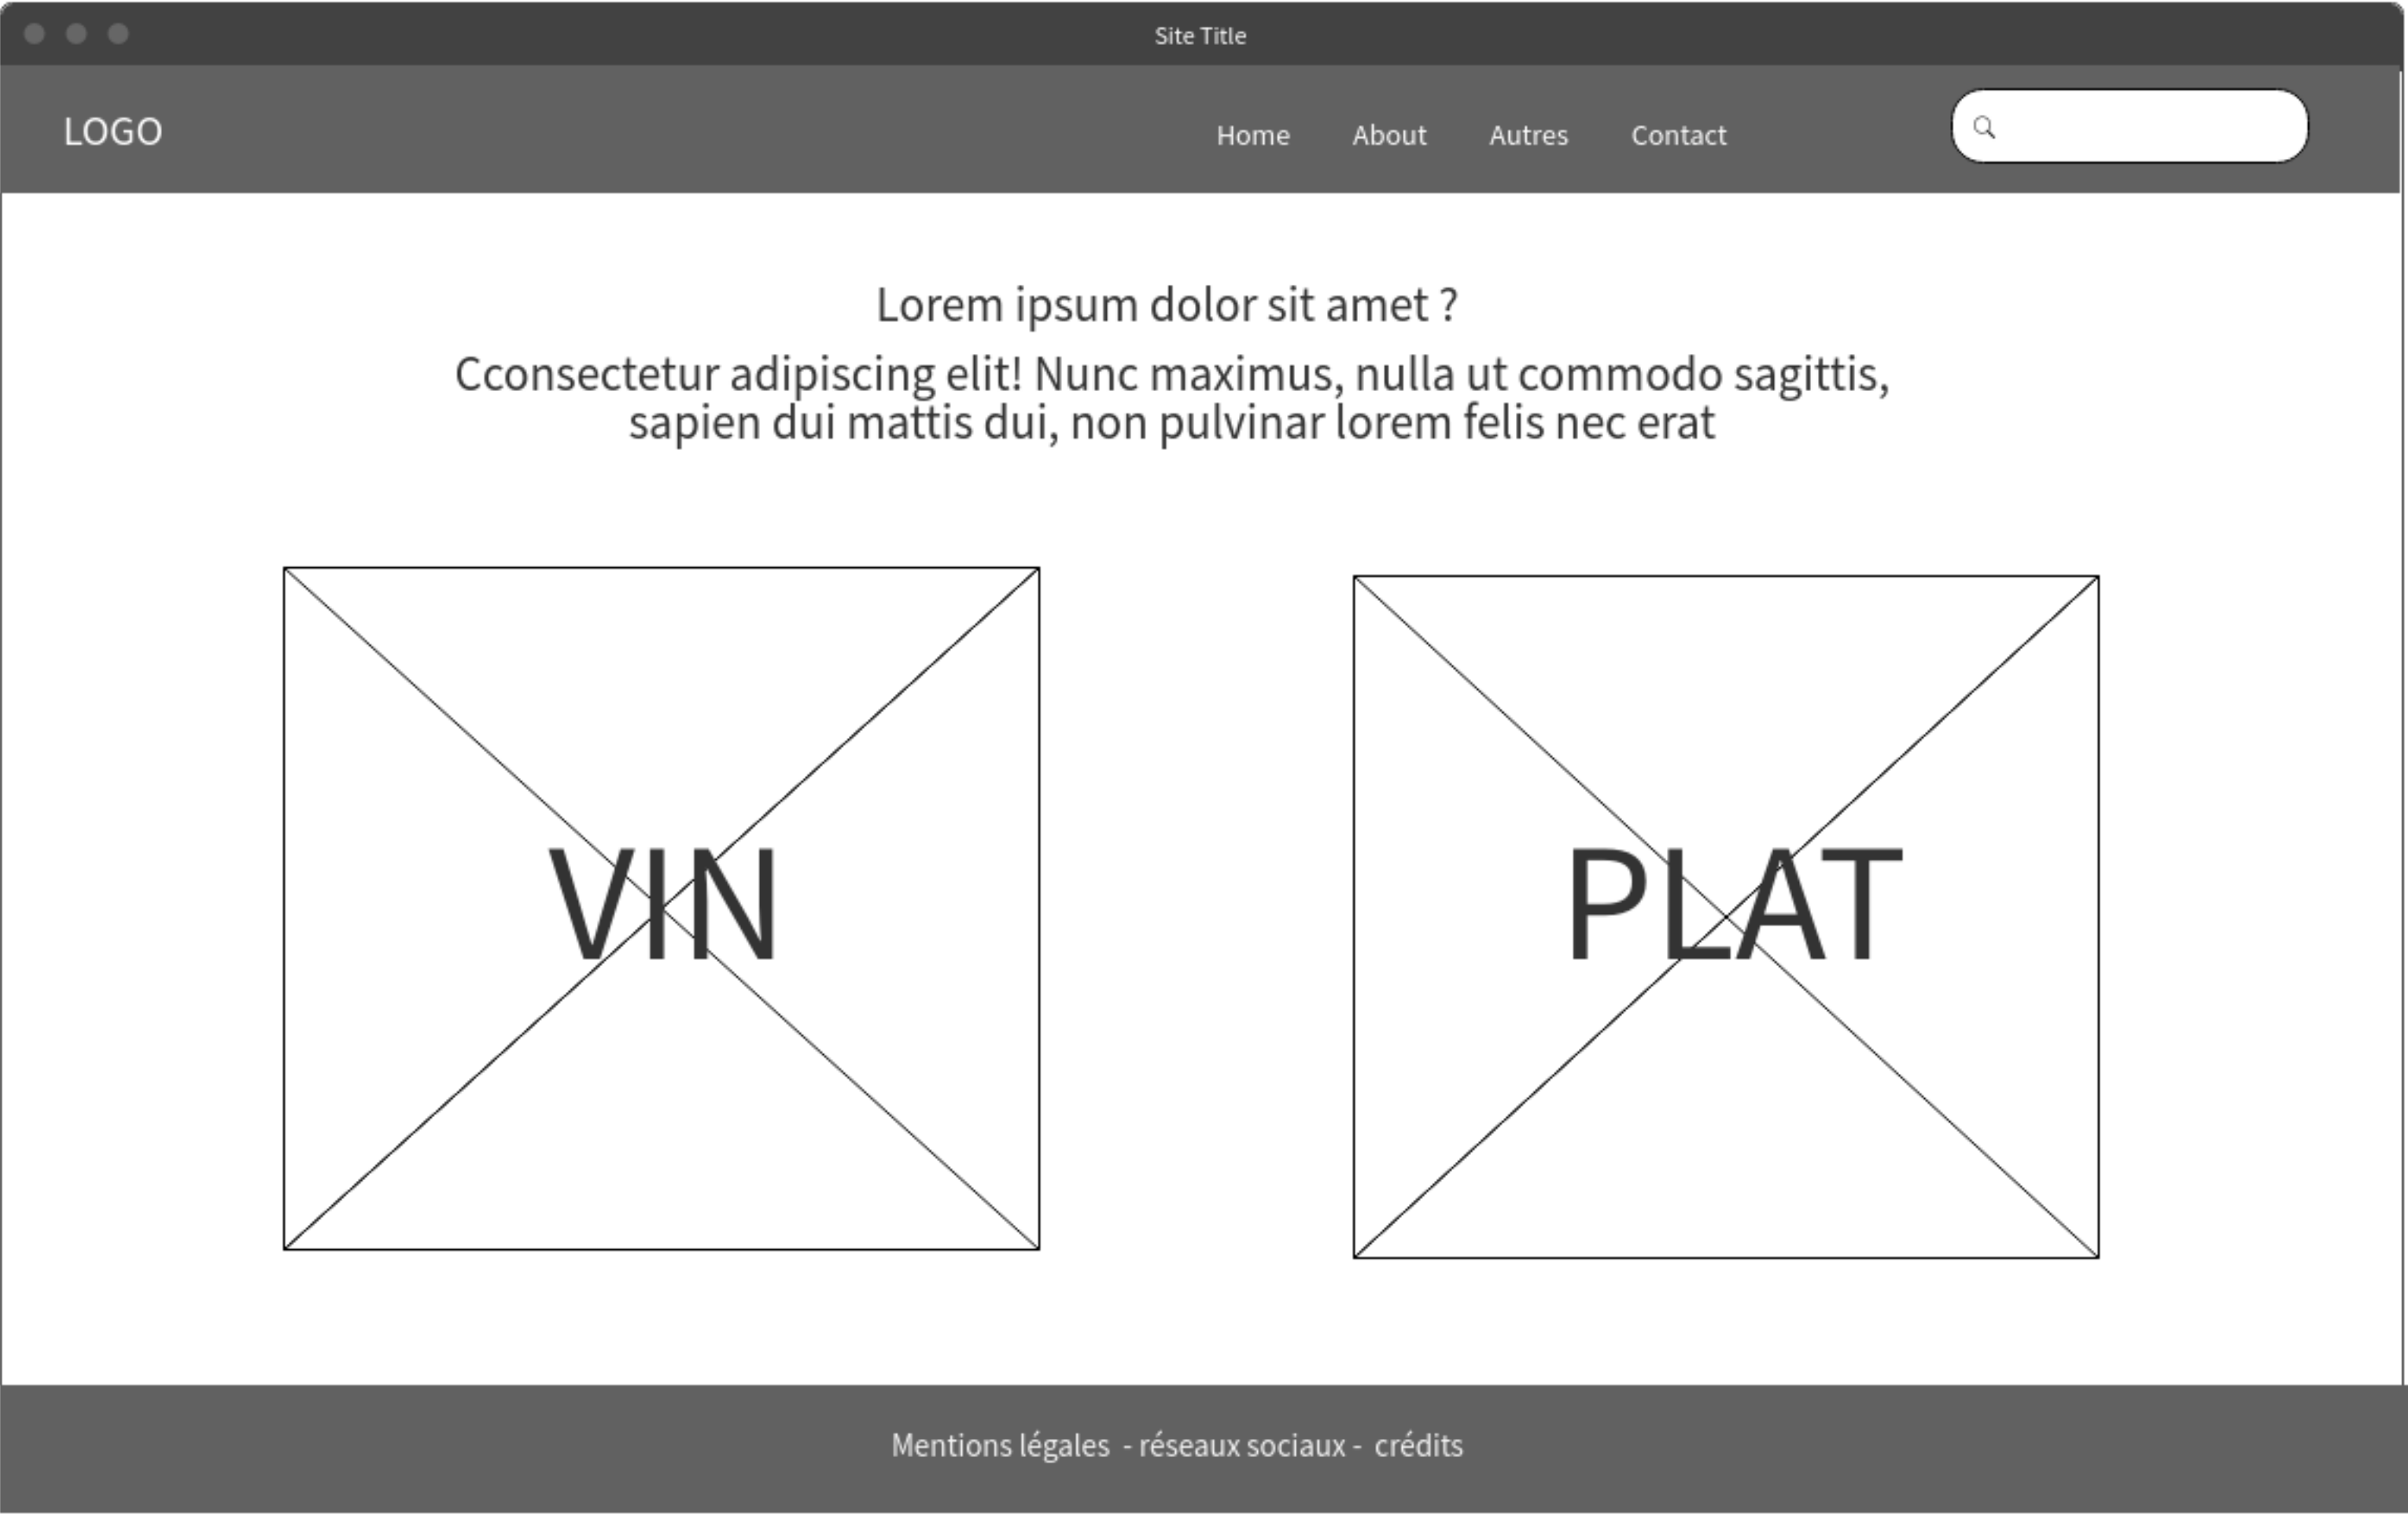 Site Title
LOGO
Home About Autres Contact
Lorem ipsum dolor sit amet ?
Cconsectetur adipiscing elit! Nunc maximus, nulla ut commodo sagittis,
sapien dui mattis dui, non pulvinar lorem felis nec erat
VIN
PLAT
Mentions légales - réseaux sociaux - crédits